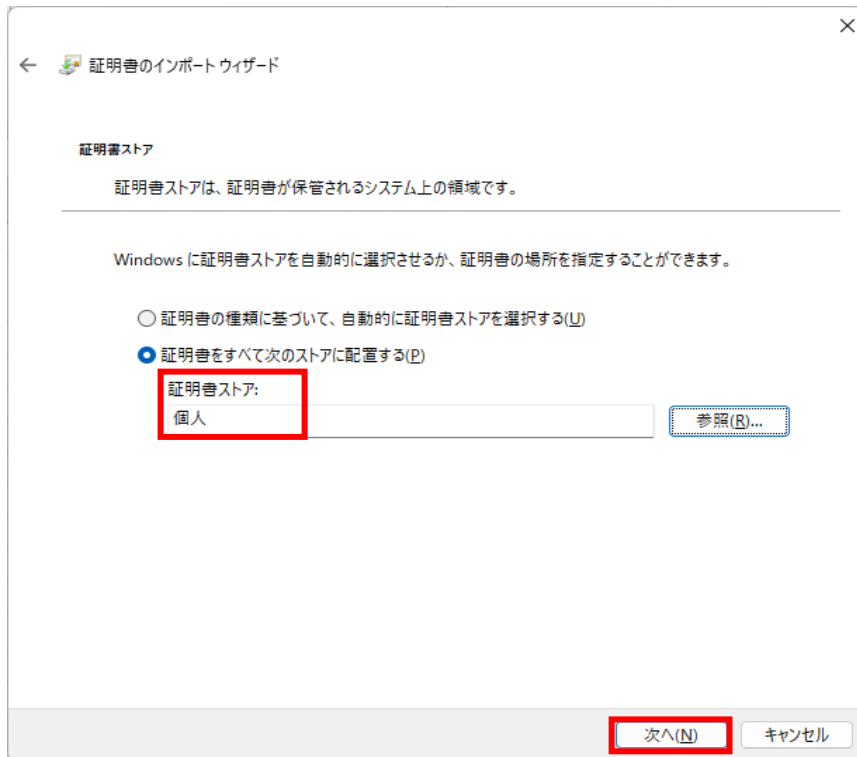 証明書のインポート ウィザード
証明書ストア
証明書ストアは、証明書が保管されるシステム上の領域です。
Windows に証明書ストアを自動的に選択させるか、証明書の場所を指定することができます。
証明書の種類に基づいて、自動的に証明書ストアを選択する(U)
証明書をすべて次のストアに配置する(P)
証明書ストア:
個人
参照(R)...
次へ(N)
キャンセル